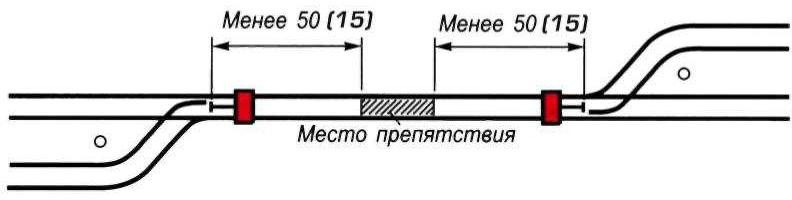 Менее 50 (15) Менее 50 (15)
Место препятствия